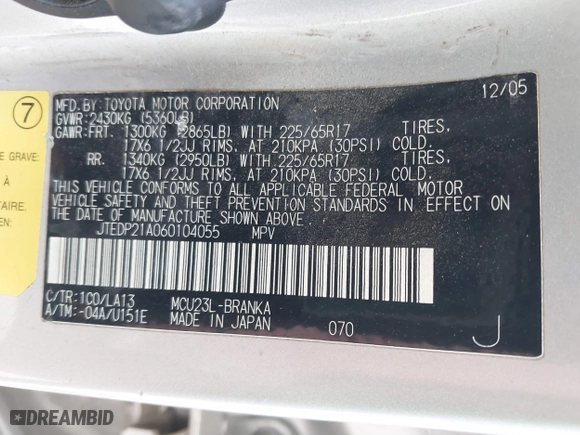 7
E GRAVE:
À
TAIRE.
EN:
MFD.BY:TOYOTA MOTOR CORPORATION 12/05
GVWR:2430KG (5360LB)
GAWR:FRT. 1300KG (2865LB) WITH 225/65R17 TIRES,
17X6 1/2JJ RIMS, AT 210KPA (30PSI) COLD.
RR. 1340KG (2950LB) WITH 225/65R17 TIRES,
17X6 1/2JJ RIMS, AT 210KPA (30PSI) COLD.
THIS VEHICLE CONFORMS TO ALL APPLICABLE FEDERAL MOTOR
VEHICLE SAFETY AND THEFT PREVENTION STANDARDS IN EFFECT ON THE
DATE OF MANUFACTURE SHOWN ABOVE.
JTEDP21A060104055 MPV
C/TR:1C0/LA13 MCU23L-BRANKA
A/TM:-04A/U151E MADE IN JAPAN 070 J
DREAMBID